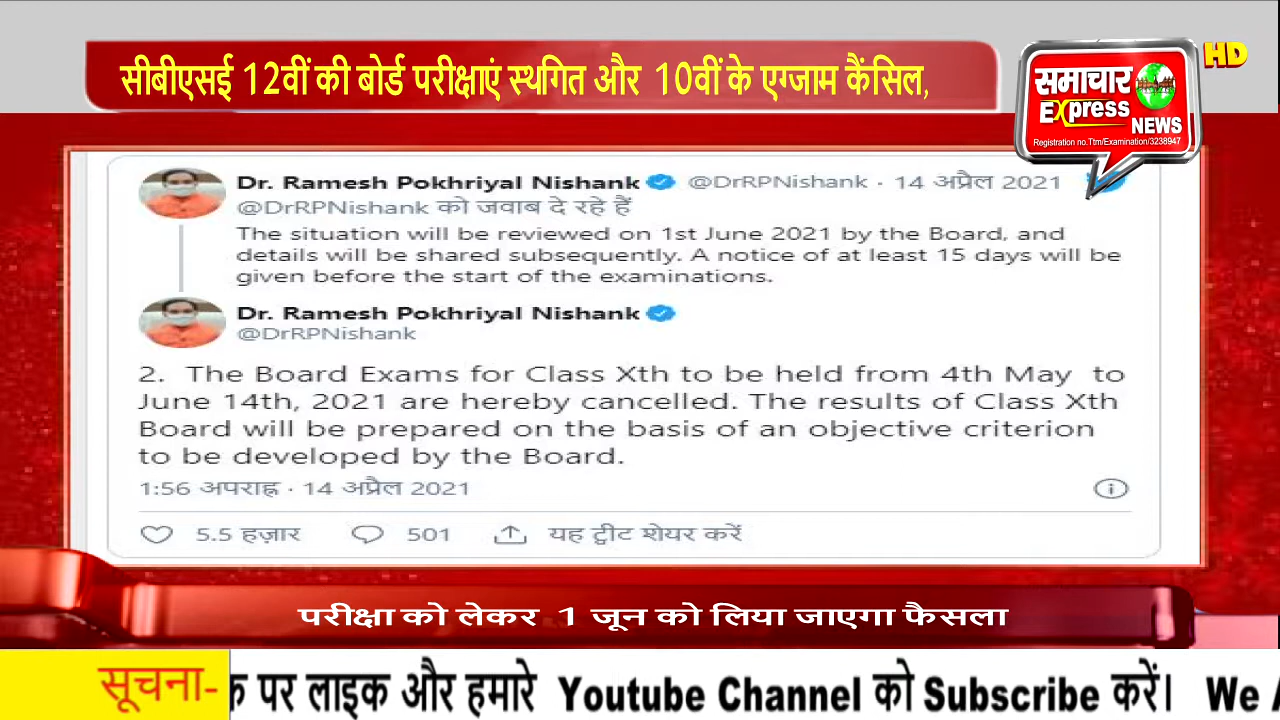 सीबीएसई 12वीं की बोर्ड परीक्षाएं स्थगित और 10वीं के एग्जाम कैंसिल,
HD
समाचार
Express
NEWS
Registration no.Ttm/Examination/3238947
Dr. Ramesh Pokhriyal Nishank @DrRPNishank · 14 अप्रैल 2021
@DrRPNishank को जवाब दे रहे हैं
The situation will be reviewed on 1st June 2021 by the Board, and
details will be shared subsequently. A notice of at least 15 days will be
given before the start of the examinations.
Dr. Ramesh Pokhriyal Nishank
@DrRPNishank
2. The Board Exams for Class Xth to be held from 4th May to
June 14th, 2021 are hereby cancelled. The results of Class Xth
Board will be prepared on the basis of an objective criterion
to be developed by the Board.
1:56 अपराह्न · 14 अप्रैल 2021
5.5 हज़ार 501 यह ट्वीट शेयर करें
परीक्षा को लेकर 1 जून को लिया जाएगा फैसला
सूचना- पर लाइक और हमारे Youtube Channel को Subscribe करें। We